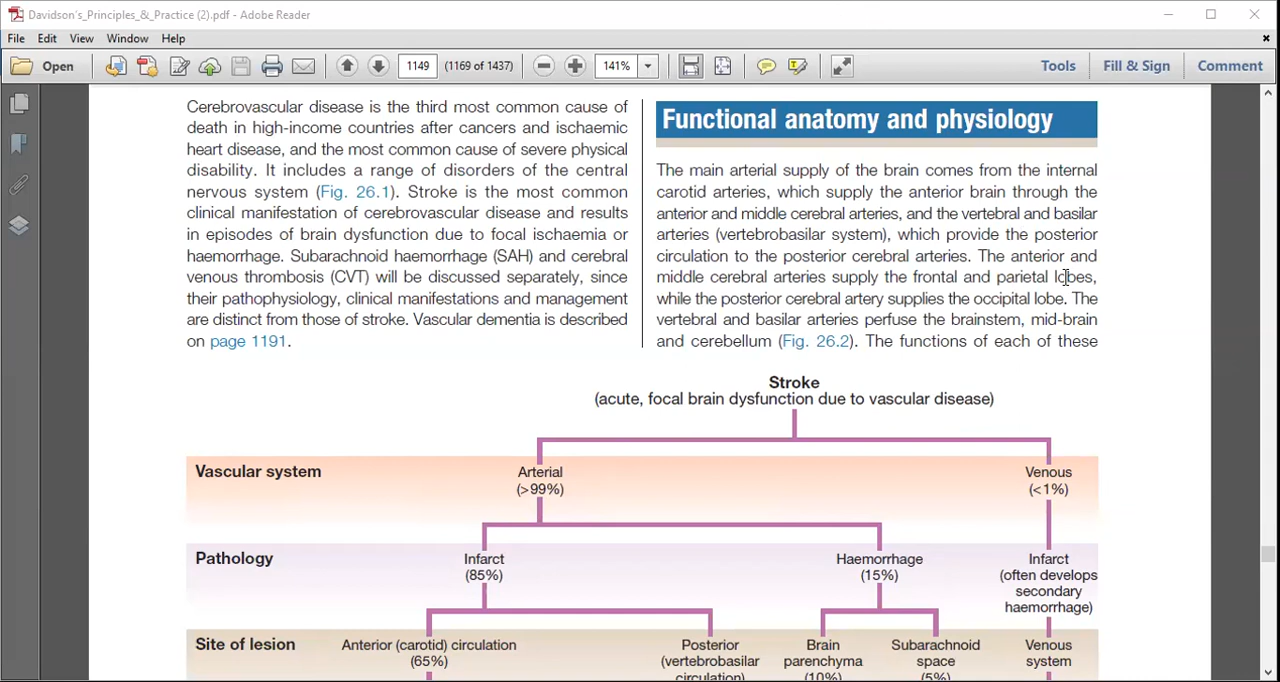 Davidson's_Principles_&_Practice (2).pdf - Adobe Reader
File Edit View Window Help
Open 1149 (1169 of 1437) 141% Tools Fill & Sign Comment
Cerebrovascular disease is the third most common cause of
death in high-income countries after cancers and ischaemic
heart disease, and the most common cause of severe physical
disability. It includes a range of disorders of the central
nervous system (Fig. 26.1). Stroke is the most common
clinical manifestation of cerebrovascular disease and results
in episodes of brain dysfunction due to focal ischaemia or
haemorrhage. Subarachnoid haemorrhage (SAH) and cerebral
venous thrombosis (CVT) will be discussed separately, since
their pathophysiology, clinical manifestations and management
are distinct from those of stroke. Vascular dementia is described
on page 1191.
Functional anatomy and physiology
The main arterial supply of the brain comes from the internal
carotid arteries, which supply the anterior brain through the
anterior and middle cerebral arteries, and the vertebral and basilar
arteries (vertebrobasilar system), which provide the posterior
circulation to the posterior cerebral arteries. The anterior and
middle cerebral arteries supply the frontal and parietal lobes,
while the posterior cerebral artery supplies the occipital lobe. The
vertebral and basilar arteries perfuse the brainstem, mid-brain
and cerebellum (Fig. 26.2). The functions of each of these
Stroke
(acute, focal brain dysfunction due to vascular disease)
Vascular system
Arterial
(>99%)
Venous
(<1%)
Pathology
Infarct
(85%)
Haemorrhage
(15%)
Infarct
(often develops
secondary
haemorrhage)
Site of lesion
Anterior (carotid) circulation
(65%)
Posterior
(vertebrobasilar
circulation)
Brain
parenchyma
(10%)
Subarachnoid
space
(5%)
Venous
system